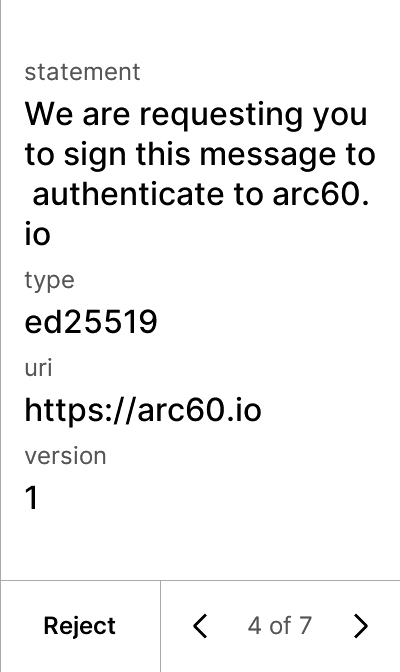 statement
We are requesting you
to sign this message to
authenticate to arc60.
io
type
ed25519
uri
https://arc60.io
version
1
Reject
4 of 7